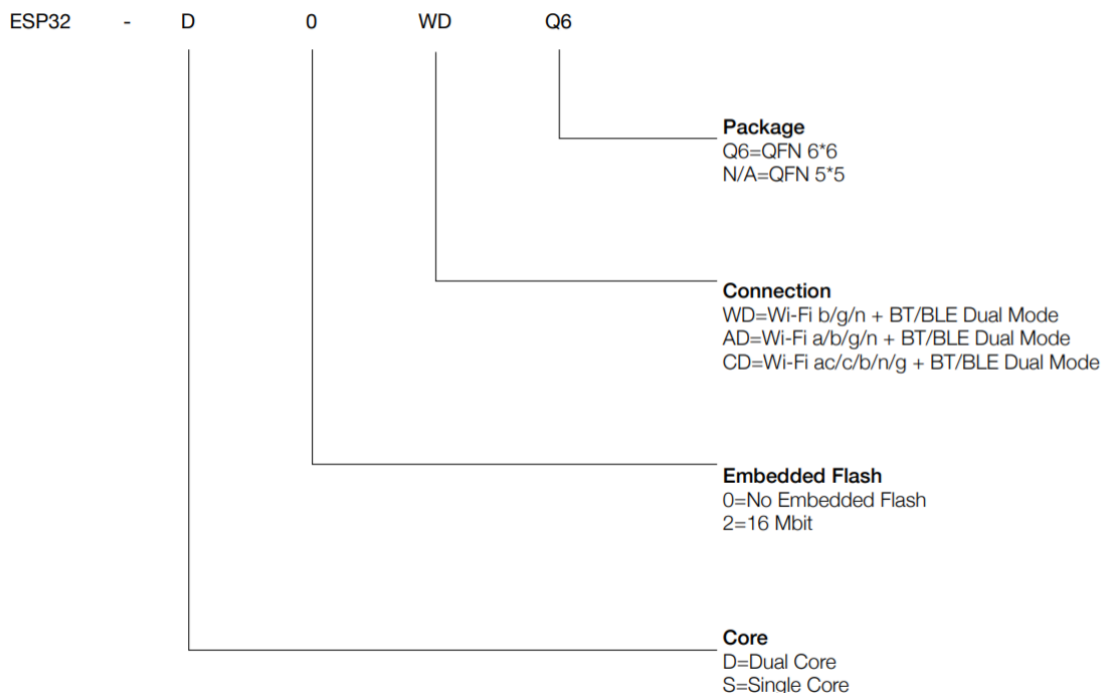 ESP32 - D 0 WD Q6
Package
Q6=QFN 6*6
N/A=QFN 5*5
Connection
WD=Wi-Fi b/g/n + BT/BLE Dual Mode
AD=Wi-Fi a/b/g/n + BT/BLE Dual Mode
CD=Wi-Fi ac/c/b/n/g + BT/BLE Dual Mode
Embedded Flash
0=No Embedded Flash
2=16 Mbit
Core
D=Dual Core
S=Single Core